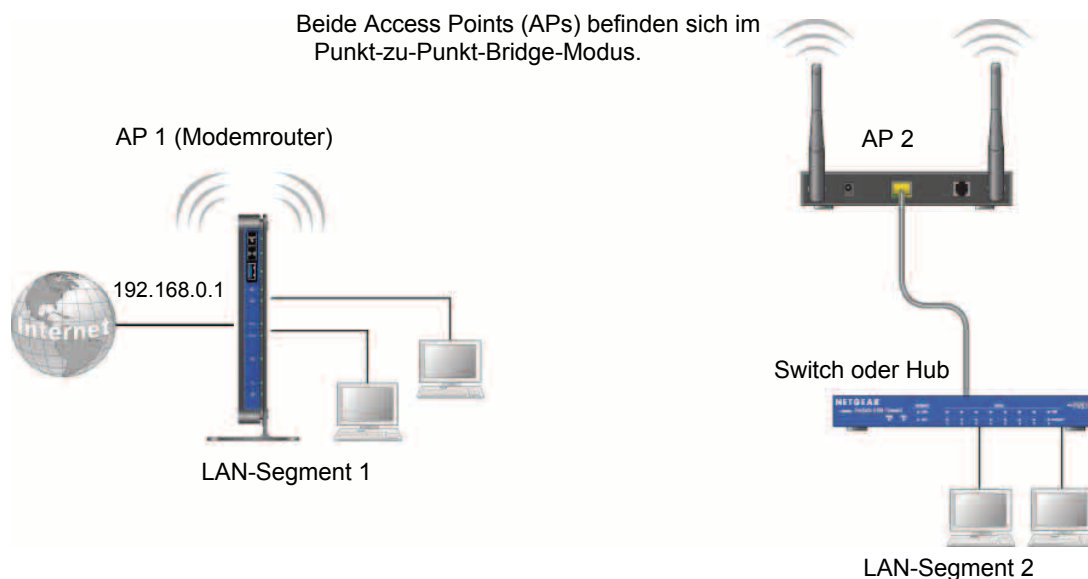 Beide Access Points (APs) befinden sich im
Punkt-zu-Punkt-Bridge-Modus.
AP 1 (Modemrouter)
AP 2
192.168.0.1
Internet
Switch oder Hub
NETGEAR
LAN-Segment 1
LAN-Segment 2